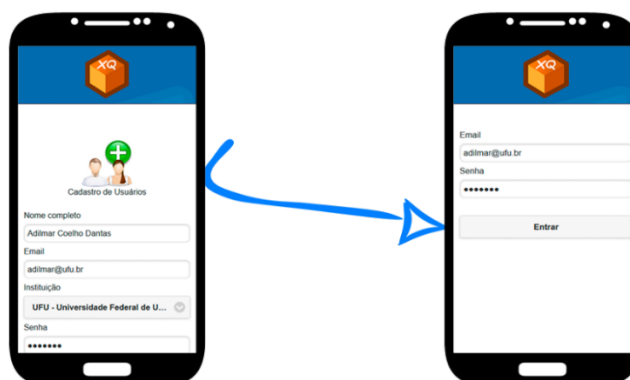 XQ
Cadastro de Usuários
Nome completo
Adilmar Coelho Dantas
Email
adilmar@ufu.br
Instituição
UFU - Universidade Federal de U...
Senha
•••••••
XQ
Email
adilmar@ufu.br
Senha
•••••••
Entrar